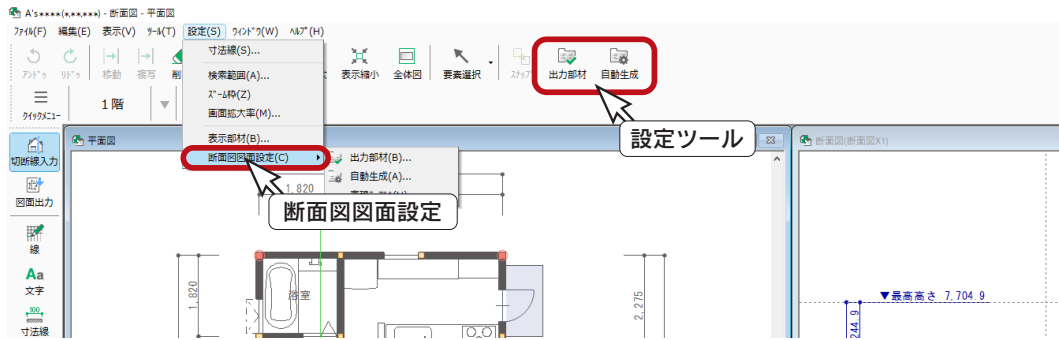 A's****(*,**,***) - 断面図 - 平面図
ファイル(F) 編集(E) 表示(V) ツール(T) 設定(S) ウィンドウ(W) ヘルプ(H)
アンドゥ リドゥ 移動 複写 削 表示縮小 全体図 要素選択 スナップ 出力部材 自動生成
寸法線(S)...
検索範囲(A)...
ズーム枠(Z)
画面拡大率(M)...
表示部材(B)...
断面図図面設定(C)
出力部材(B)...
自動生成(A)...
クイックメニュー
1階
設定ツール
断面図図面設定
平面図
断面図(断面図X1)
切断線入力
図面出力
線
Aa
文字
100
寸法線
1,820
1,820
浴室
2,275
▼最高高さ 7,704.9
244.9